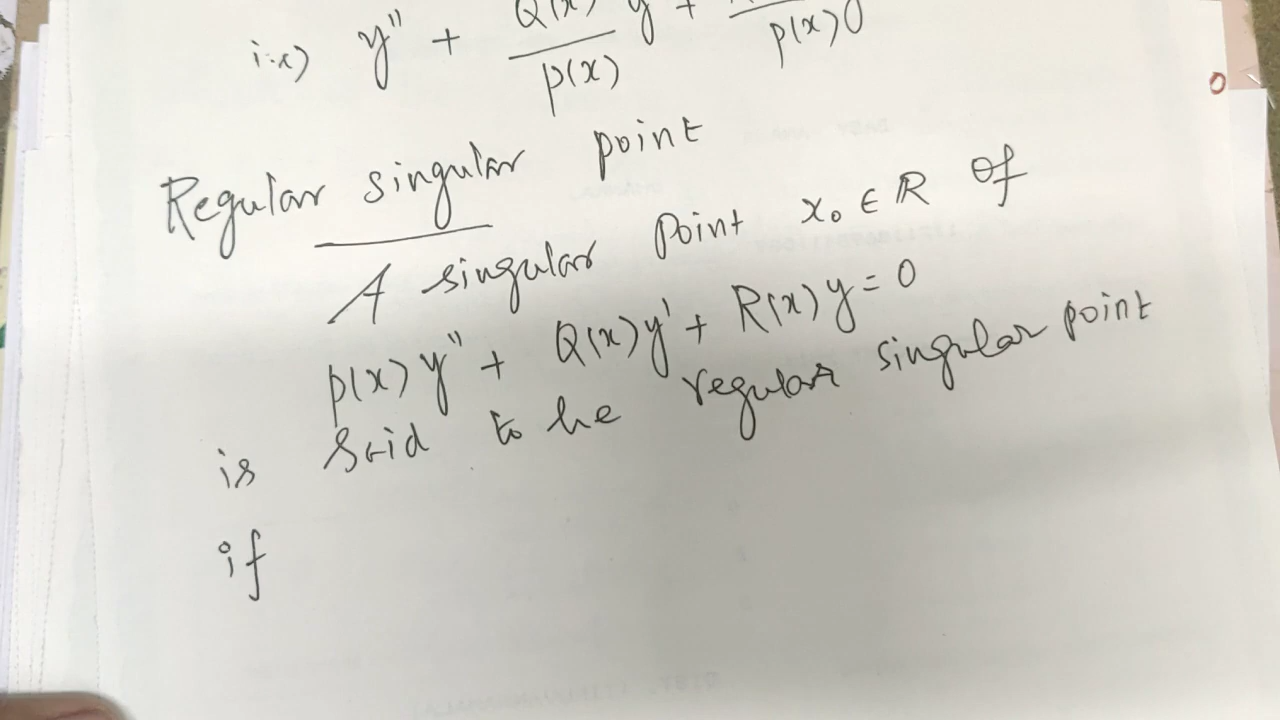 i.e) y" + Q(x) y + p(x) p(x)
Regular singular point
A singular point x₀ ∈ ℝ of
p(x) y" + Q(x) y' + R(x) y = 0
is said to be regular singular point
if